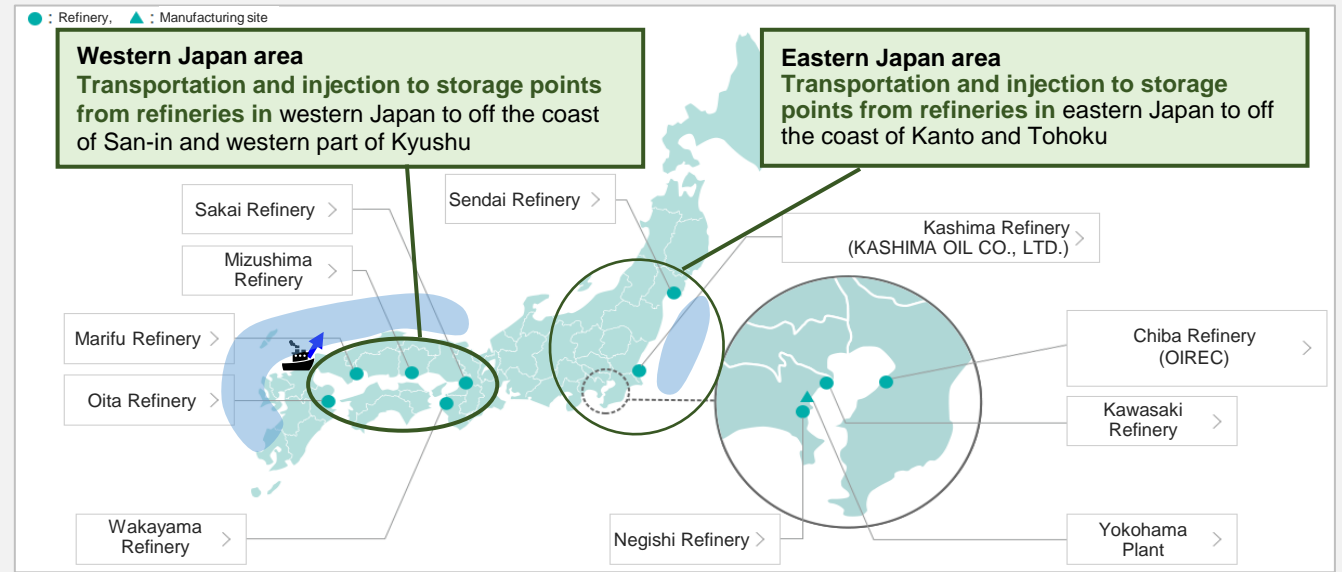 : Refinery, : Manufacturing site
Western Japan area
Transportation and injection to storage points
from refineries in western Japan to off the coast
of San-in and western part of Kyushu
Eastern Japan area
Transportation and injection to storage
points from refineries in eastern Japan to off
the coast of Kanto and Tohoku
Sakai Refinery
Sendai Refinery
Kashima Refinery
(KASHIMA OIL CO., LTD.)
Mizushima
Refinery
Marifu Refinery
Chiba Refinery
(OIREC)
Oita Refinery
Kawasaki
Refinery
Wakayama
Refinery
Negishi Refinery
Yokohama
Plant